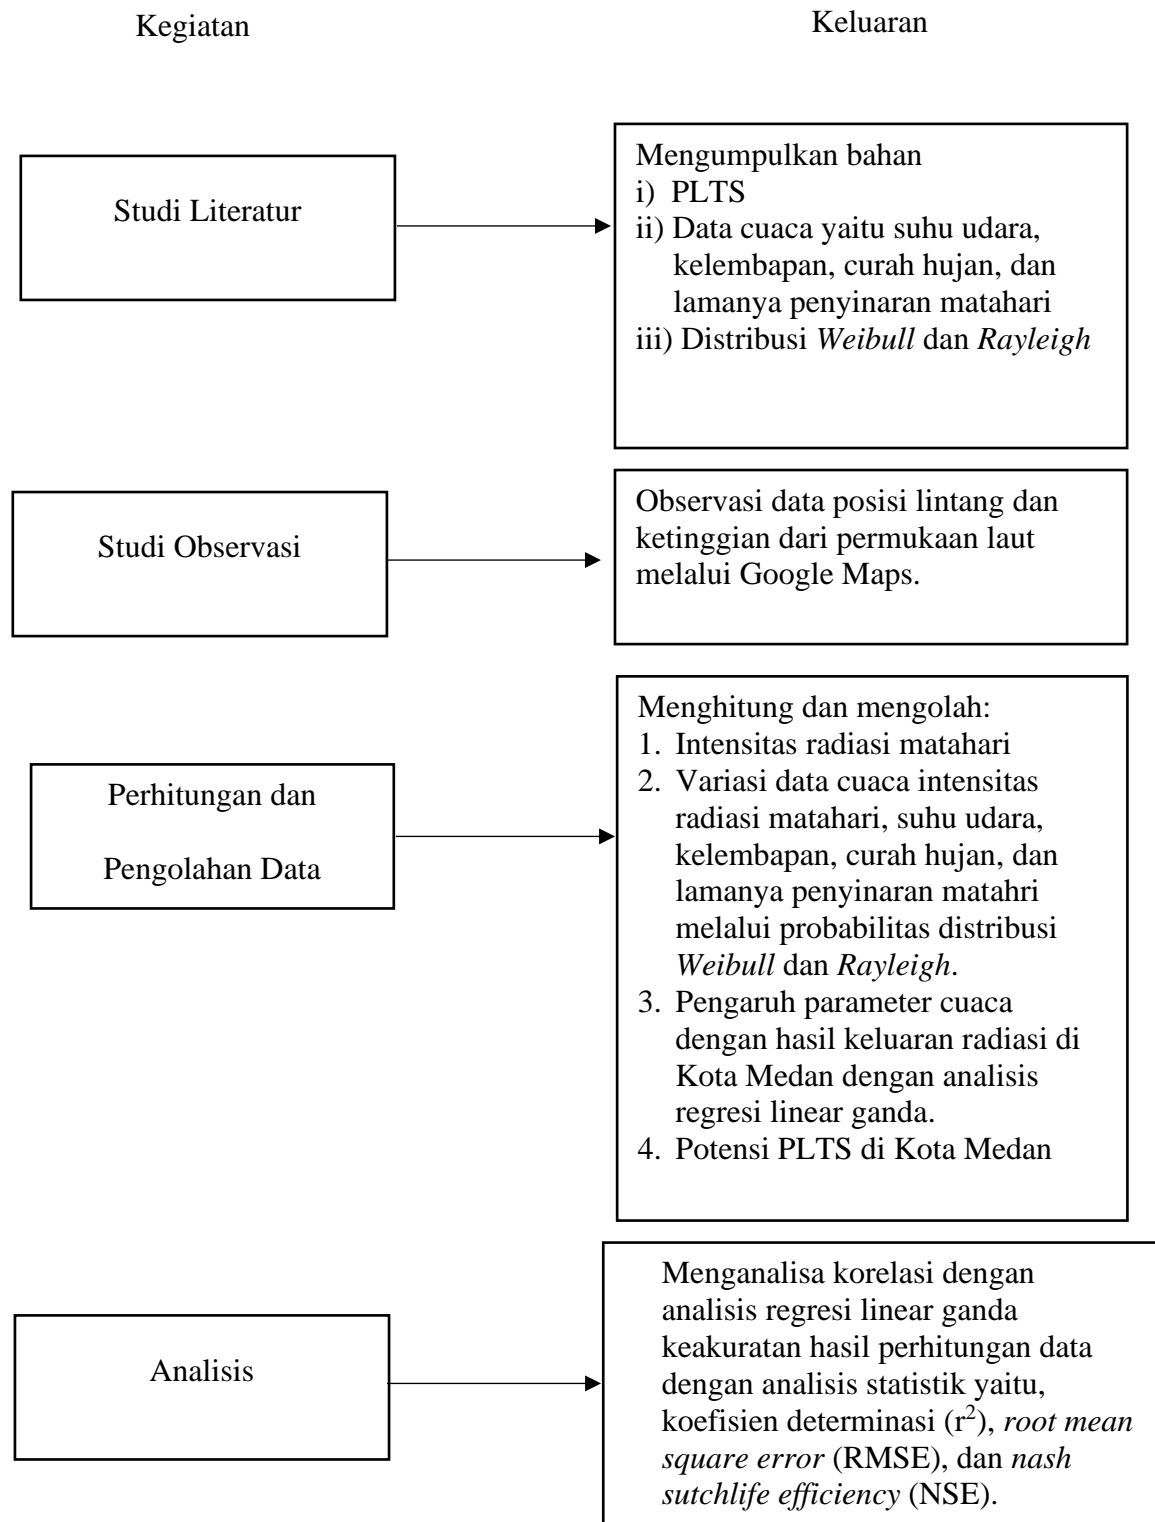 Kegiatan
Keluaran
Studi Literatur
Mengumpulkan bahan
i) PLTS
ii) Data cuaca yaitu suhu udara,
kelembapan, curah hujan, dan
lamanya penyinaran matahari
iii) Distribusi Weibull dan Rayleigh
Studi Observasi
Observasi data posisi lintang dan
ketinggian dari permukaan laut
melalui Google Maps.
Perhitungan dan
Pengolahan Data
Menghitung dan mengolah:
1. Intensitas radiasi matahari
2. Variasi data cuaca intensitas
radiasi matahari, suhu udara,
kelembapan, curah hujan, dan
lamanya penyinaran matahri
melalui probabilitas distribusi
Weibull dan Rayleigh.
3. Pengaruh parameter cuaca
dengan hasil keluaran radiasi di
Kota Medan dengan analisis
regresi linear ganda.
4. Potensi PLTS di Kota Medan
Analisis
Menganalisa korelasi dengan
analisis regresi linear ganda
keakuratan hasil perhitungan data
dengan analisis statistik yaitu,
koefisien determinasi (r²), root mean
square error (RMSE), dan nash
sutchlife efficiency (NSE).